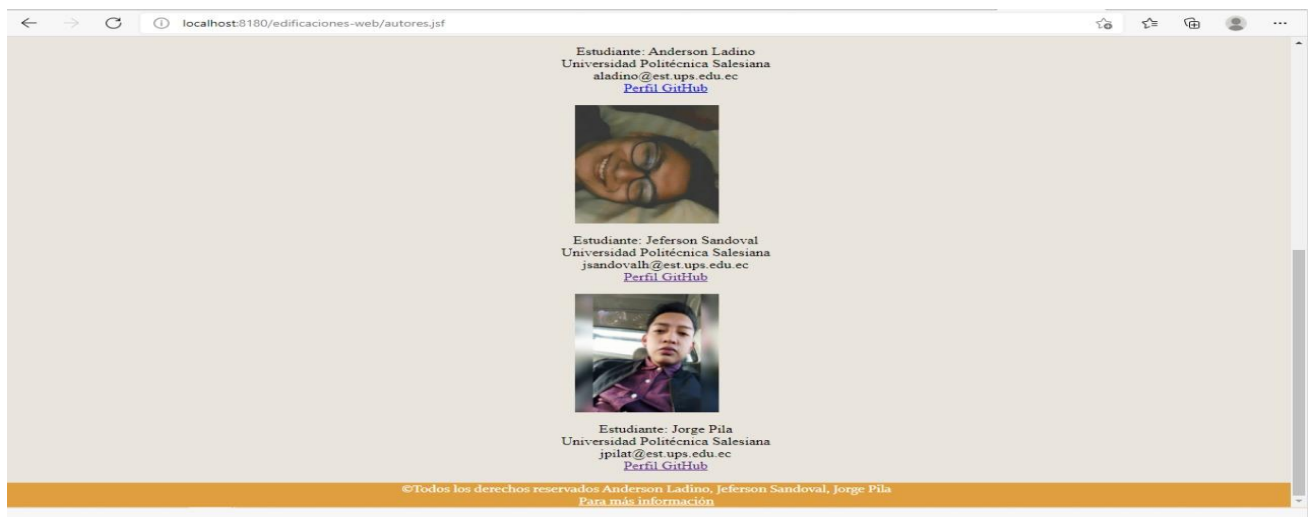 localhost:8180/edificaciones-web/autores.jsf
Estudiante: Anderson Ladino
Universidad Politécnica Salesiana
aladino@est.ups.edu.ec
Perfil GitHub
Estudiante: Jeferson Sandoval
Universidad Politécnica Salesiana
jsandovalh@est.ups.edu.ec
Perfil GitHub
Estudiante: Jorge Pila
Universidad Politécnica Salesiana
jpilat@est.ups.edu.ec
Perfil GitHub
©Todos los derechos reservados Anderson Ladino, Jeferson Sandoval, Jorge Pila
Para más información